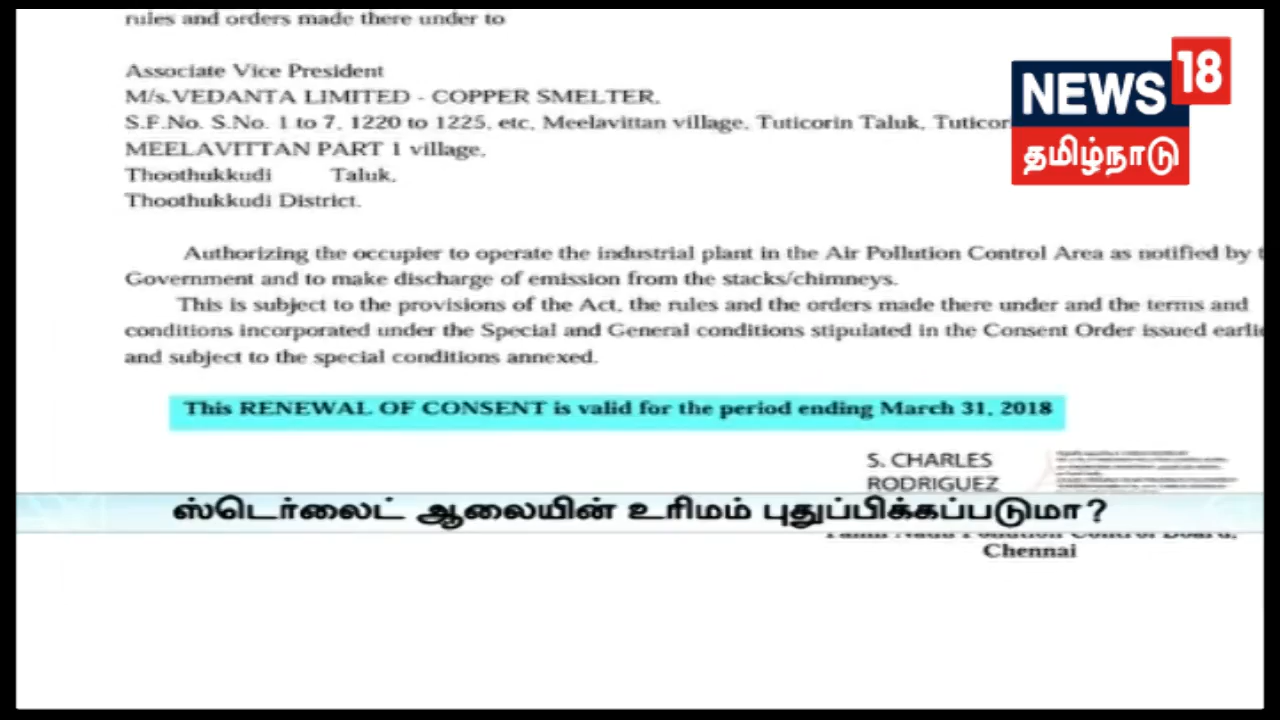 rules and orders made there under to
Associate Vice President
M/s.VEDANTA LIMITED - COPPER SMELTER,
S.F.No. S.No. 1 to 7, 1220 to 1225, etc, Meelavittan village, Tuticorin Taluk,
MEELAVITTAN PART 1 village,
Thoothukkudi Taluk,
Thoothukkudi District.
NEWS 18
தமிழ்நாடு
Authorizing the occupier to operate the industrial plant in the Air Pollution Control Area as notified by
Government and to make discharge of emission from the stacks/chimneys.
This is subject to the provisions of the Act, the rules and the orders made there under and the terms and
conditions incorporated under the Special and General conditions stipulated in the Consent Order issued
and subject to the special conditions annexed.
This RENEWAL OF CONSENT is valid for the period ending March 31, 2018
S. CHARLES
RODRIGUEZ
ஸ்டெர்லைட் ஆலையின் உரிமம் புதுப்பிக்கப்படுமா?
Chennai